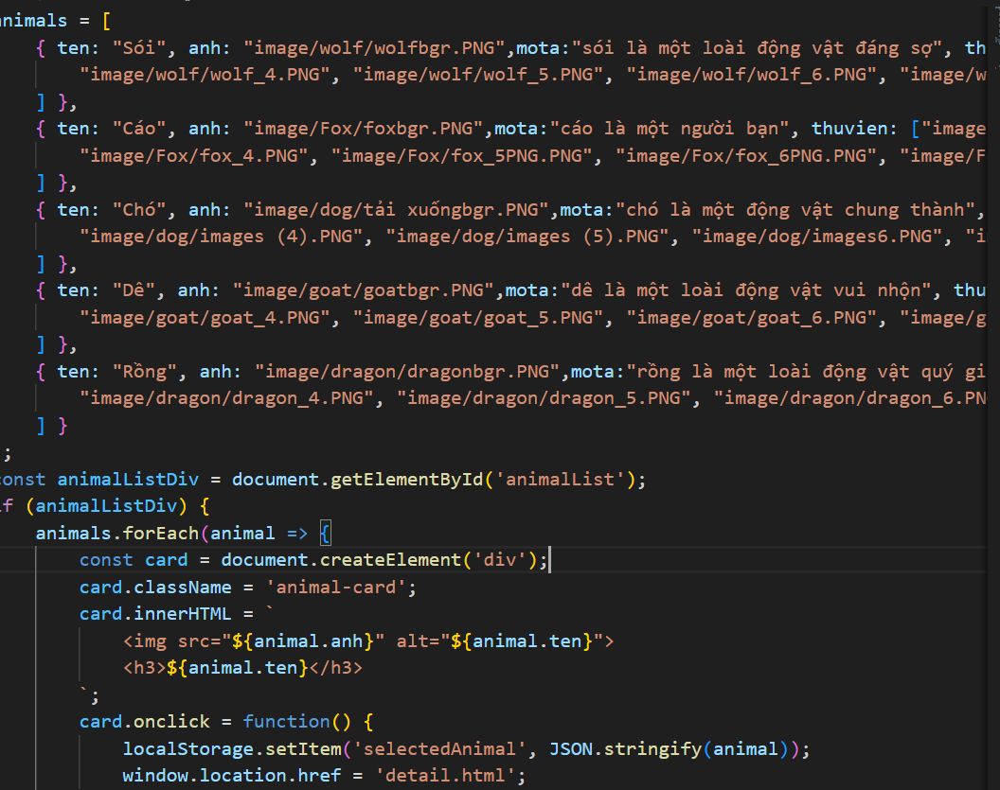 animals = [
{ ten: "Sói", anh: "image/wolf/wolfbgr.PNG",mota:"sói là một loài động vật đáng sợ", th
"image/wolf/wolf_4.PNG", "image/wolf/wolf_5.PNG", "image/wolf/wolf_6.PNG", "image/w
] },
{ ten: "Cáo", anh: "image/Fox/foxbgr.PNG",mota:"cáo là một người bạn", thuvien: ["image
"image/Fox/fox_4.PNG", "image/Fox/fox_5PNG.PNG", "image/Fox/fox_6PNG.PNG", "image/F
] },
{ ten: "Chó", anh: "image/dog/tải xuốngbgr.PNG",mota:"chó là một động vật chung thành",
"image/dog/images (4).PNG", "image/dog/images (5).PNG", "image/dog/images6.PNG", "i
] },
{ ten: "Dê", anh: "image/goat/goatbgr.PNG",mota:"dê là một loài động vật vui nhộn", thu
"image/goat/goat_4.PNG", "image/goat/goat_5.PNG", "image/goat/goat_6.PNG", "image/g
] },
{ ten: "Rồng", anh: "image/dragon/dragonbgr.PNG",mota:"rồng là một loài động vật quý gi
"image/dragon/dragon_4.PNG", "image/dragon/dragon_5.PNG", "image/dragon/dragon_6.PN
] }
;
const animalListDiv = document.getElementById('animalList');
if (animalListDiv) {
animals.forEach(animal => {
const card = document.createElement('div');
card.className = 'animal-card';
card.innerHTML = `
<img src="${animal.anh}" alt="${animal.ten}">
<h3>${animal.ten}</h3>
`;
card.onclick = function() {
localStorage.setItem('selectedAnimal', JSON.stringify(animal));
window.location.href = 'detail.html';